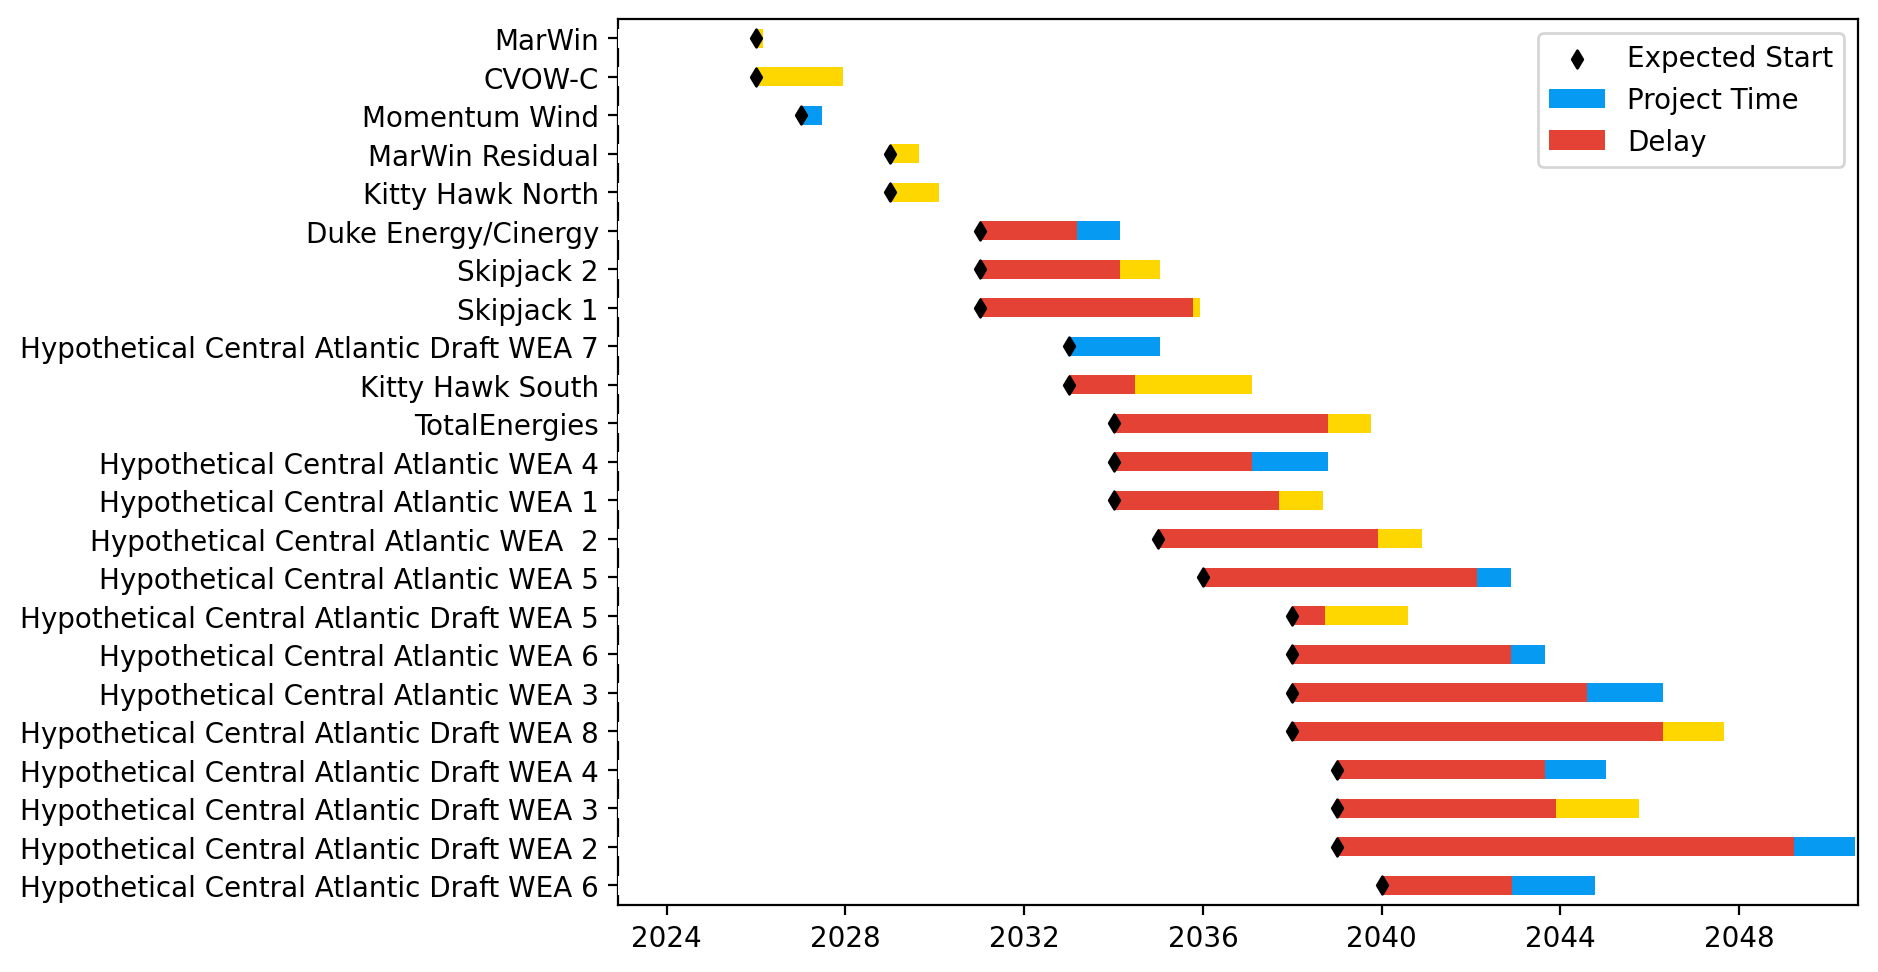 MarWin
CVOW-C
Momentum Wind
MarWin Residual
Kitty Hawk North
Duke Energy/Cinergy
Skipjack 2
Skipjack 1
Hypothetical Central Atlantic Draft WEA 7
Kitty Hawk South
TotalEnergies
Hypothetical Central Atlantic WEA 4
Hypothetical Central Atlantic WEA 1
Hypothetical Central Atlantic WEA  2
Hypothetical Central Atlantic WEA 5
Hypothetical Central Atlantic Draft WEA 5
Hypothetical Central Atlantic WEA 6
Hypothetical Central Atlantic WEA 3
Hypothetical Central Atlantic Draft WEA 8
Hypothetical Central Atlantic Draft WEA 4
Hypothetical Central Atlantic Draft WEA 3
Hypothetical Central Atlantic Draft WEA 2
Hypothetical Central Atlantic Draft WEA 6
Expected Start
Project Time
Delay
2024 2028 2032 2036 2040 2044 2048